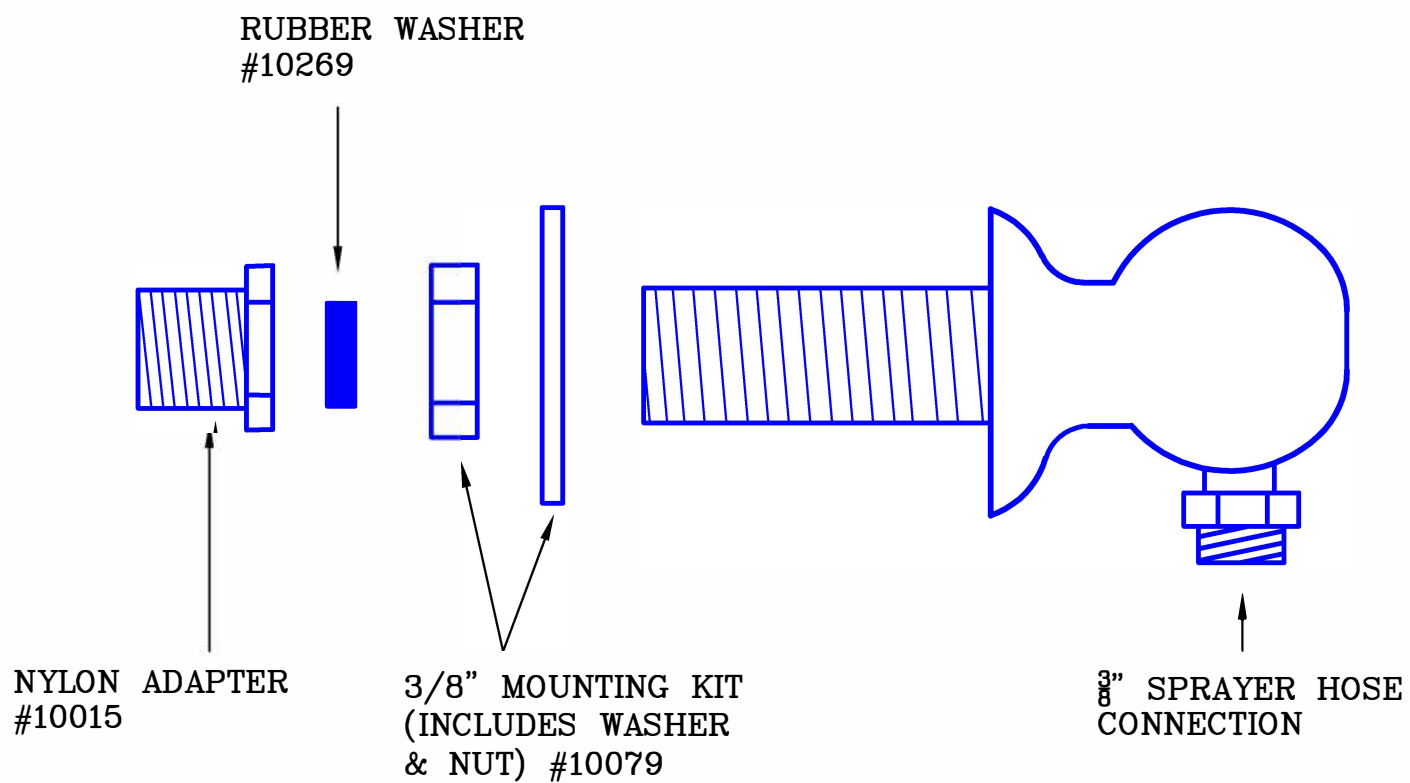 RUBBER WASHER
#10269
NYLON ADAPTER
#10015
3/8” MOUNTING KIT
(INCLUDES WASHER
& NUT) #10079
⅜” SPRAYER HOSE
CONNECTION